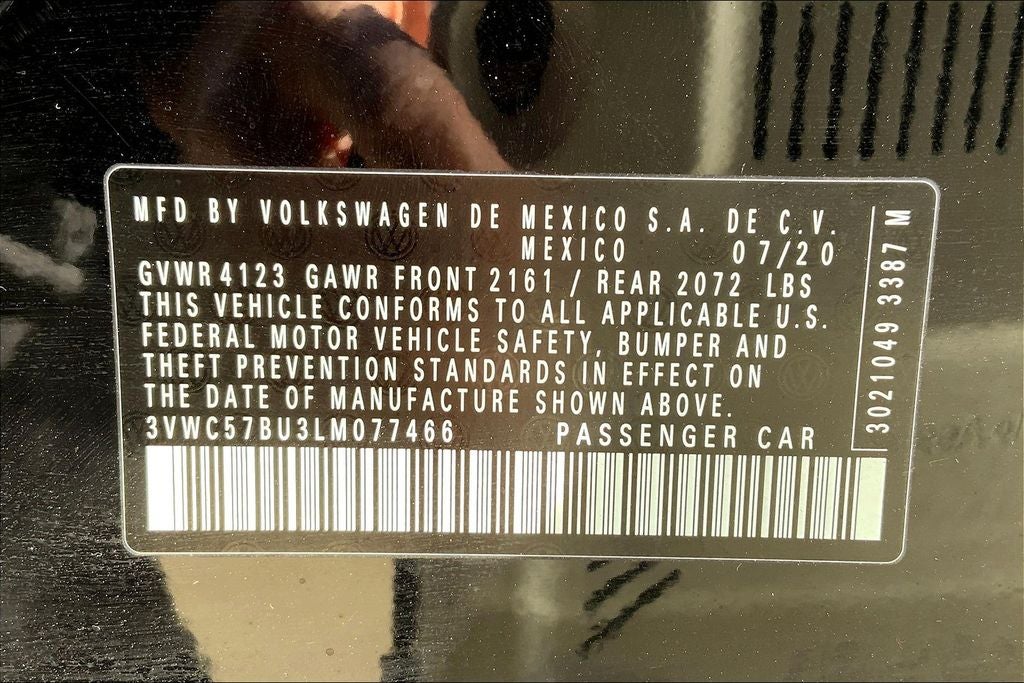 MFD BY VOLKSWAGEN DE MEXICO S.A. DE C.V.
MEXICO 07/20
GVWR 4123 GAWR FRONT 2161 / REAR 2072 LBS
THIS VEHICLE CONFORMS TO ALL APPLICABLE U.S.
FEDERAL MOTOR VEHICLE SAFETY, BUMPER AND
THEFT PREVENTION STANDARDS IN EFFECT ON
THE DATE OF MANUFACTURE SHOWN ABOVE.
3VWC57BU3LM077466 PASSENGER CAR
3021049 3387 M